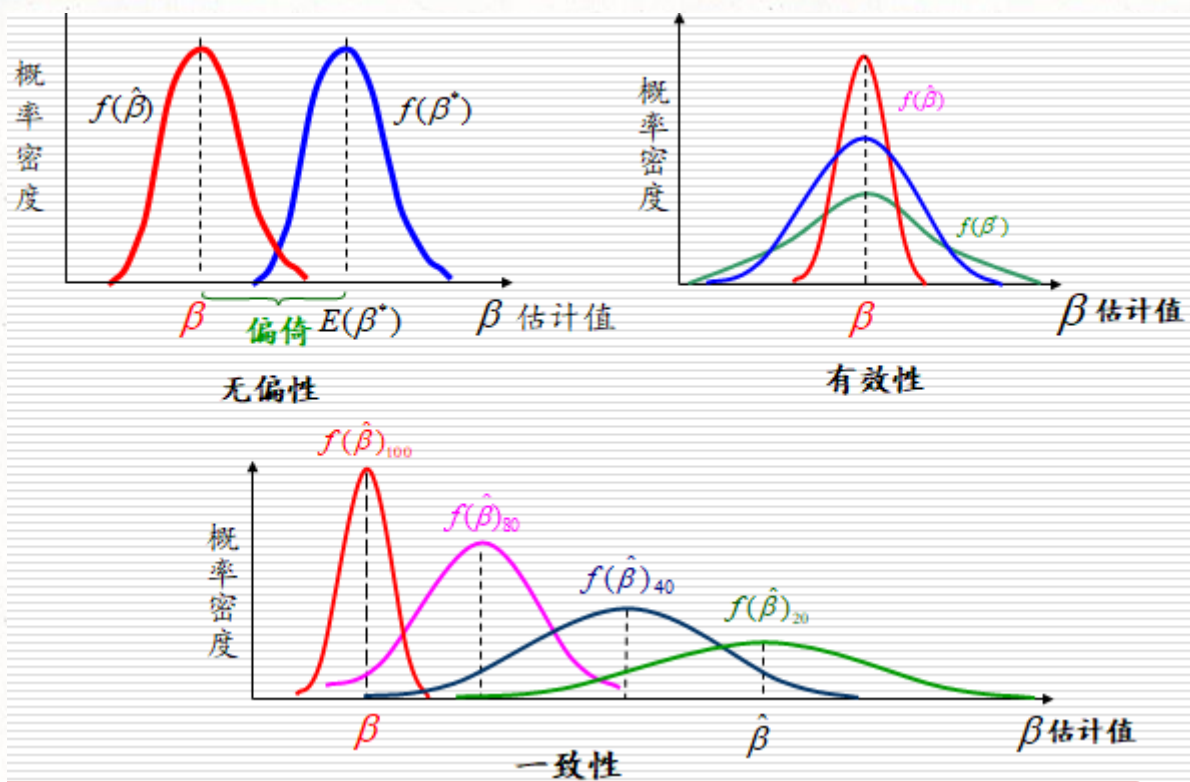 概率密度
f(β̂)
f(β*)
β
偏倚
E(β*)
β 估计值
无偏性
概率密度
f(β̂)
f(β*)
β
β 估计值
有效性
概率密度
f(β̂)₁₀₀
f(β̂)₈₀
f(β̂)₄₀
f(β̂)₂₀
β
β̂
β 估计值
一致性